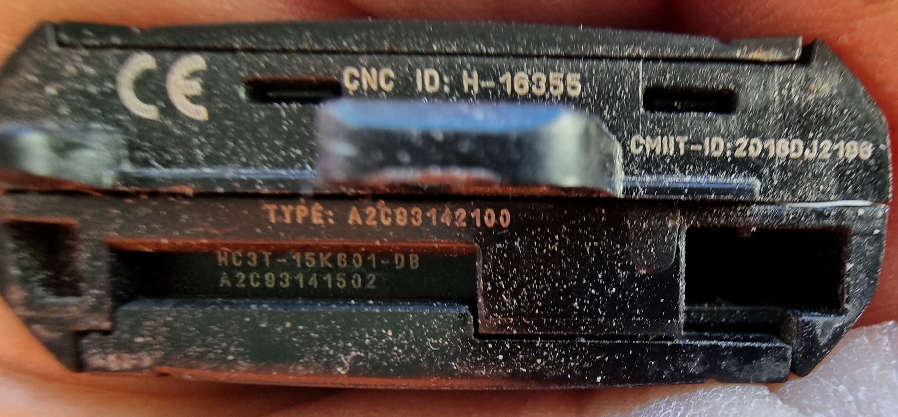 CE CNC ID: H-16355
CMIIT-ID:2016DJ2196
TYPE: A2C93142100
HC3T-15K601-DB
A2C93141502